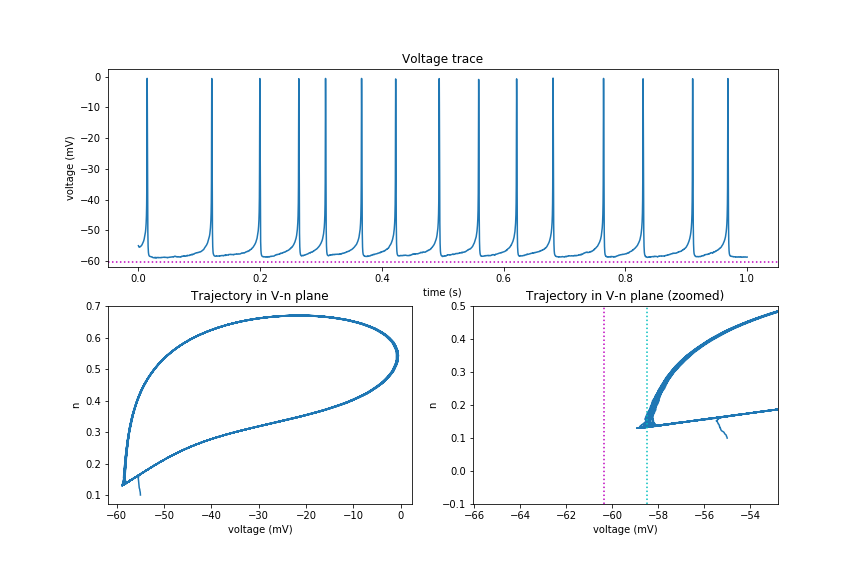 Voltage trace
0
−10
−20
−30
−40
−50
−60
voltage (mV)
0.0 0.2 0.4 0.6 0.8 1.0
time (s)
Trajectory in V-n plane
0.7
0.6
0.5
0.4
0.3
0.2
0.1
n
−60 −50 −40 −30 −20 −10 0
voltage (mV)
Trajectory in V-n plane (zoomed)
0.5
0.4
0.3
0.2
0.1
0.0
−0.1
n
−66 −64 −62 −60 −58 −56 −54
voltage (mV)